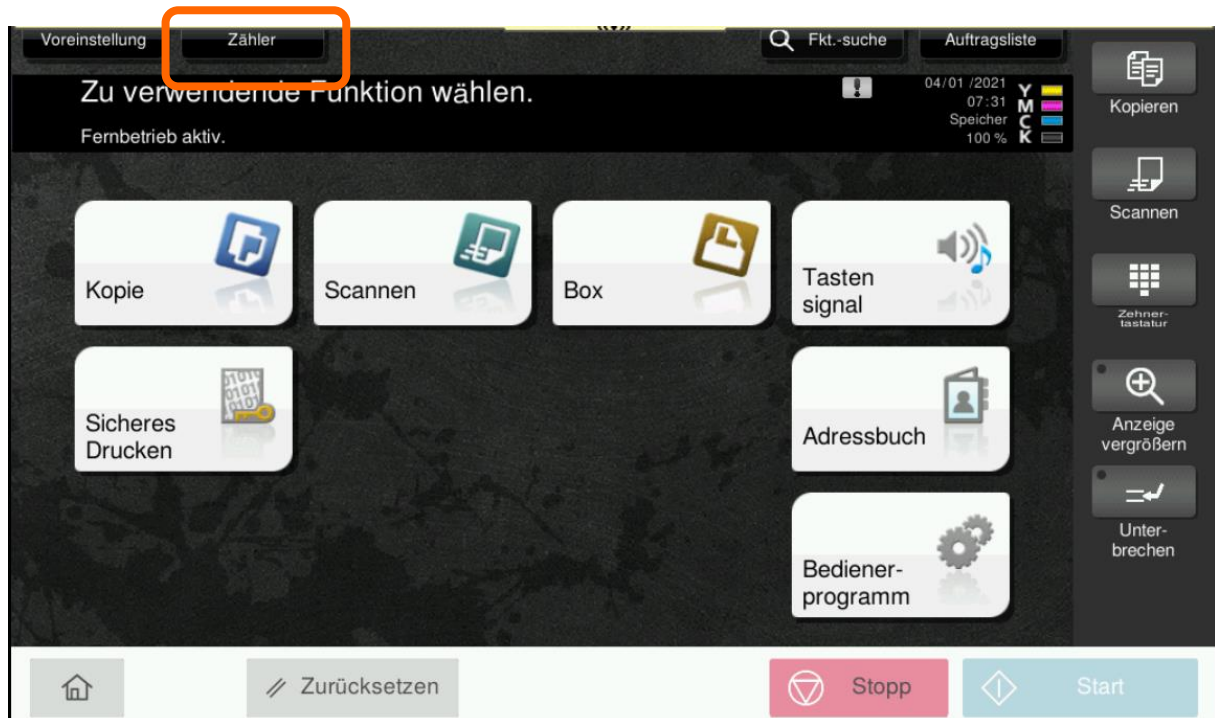 Voreinstellung
Zähler
Fkt.-suche
Auftragsliste
Zu verwendende Funktion wählen.
Fernbetrieb aktiv.
04/01 /2021
07:31
Speicher
100 %
Y
M
C
K
Kopieren
Scannen
Zehner-
tastatur
Anzeige
vergrößern
Unter-
brechen
Kopie
Scannen
Box
Tasten
signal
Sicheres
Drucken
Adressbuch
Bediener-
programm
Zurücksetzen
Stopp
Start